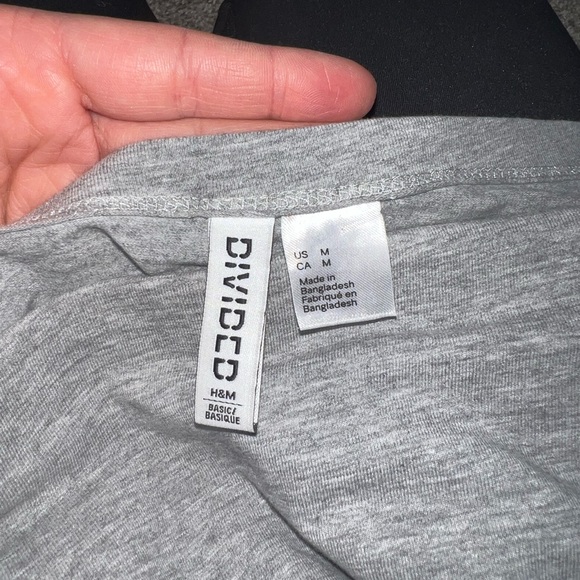 DIVIDED
H&M
BASIC/
BASIQUE
US M
CA M
Made in
Bangladesh
Fabriqué en
Bangladesh